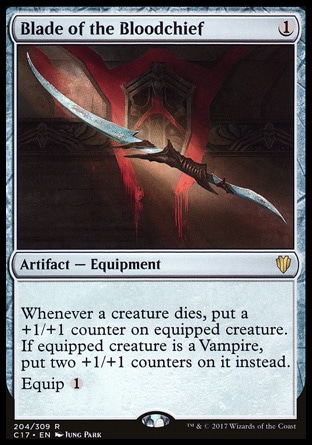 Blade of the Bloodchief 1
Artifact — Equipment
Whenever a creature dies, put a
+1/+1 counter on equipped creature.
If equipped creature is a Vampire,
put two +1/+1 counters on it instead.
Equip 1
204/309 R
C17 • EN Jung Park ™ & © 2017 Wizards of the Coast